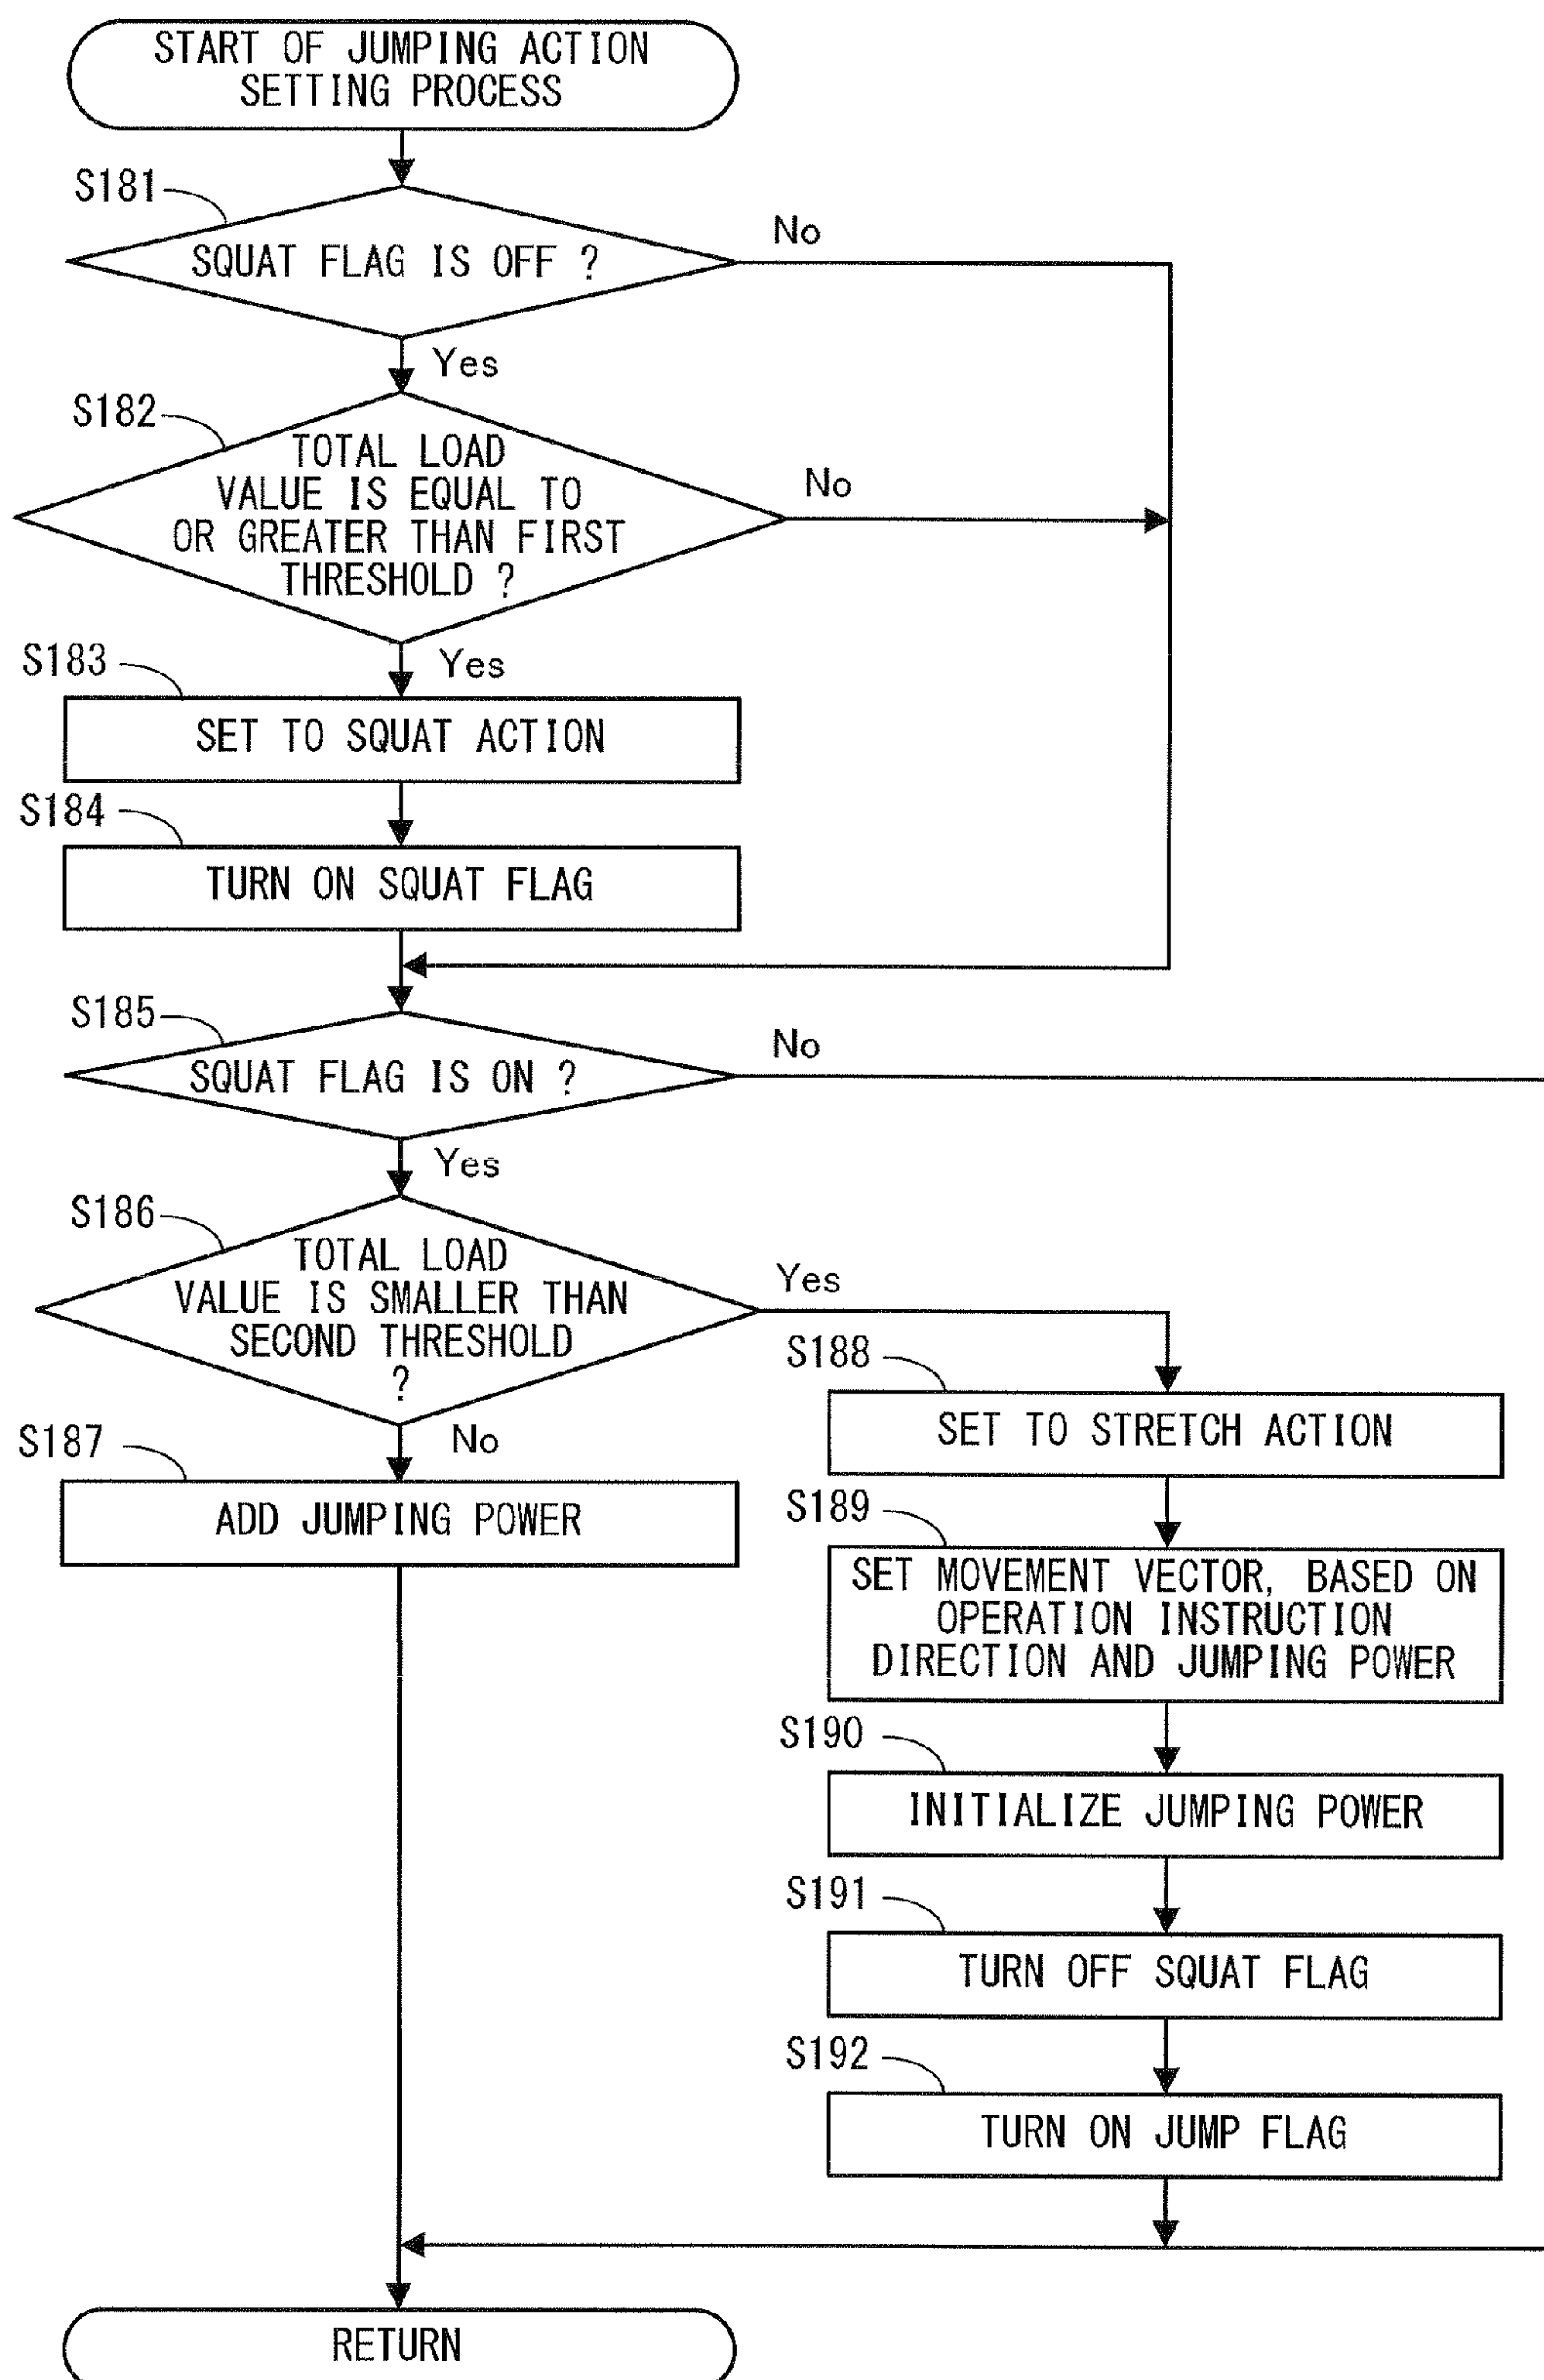 START OF JUMPING ACTION
SETTING PROCESS
S181
SQUAT FLAG IS OFF ?
No
Yes
S182
TOTAL LOAD
VALUE IS EQUAL TO
OR GREATER THAN FIRST
THRESHOLD ?
No
Yes
S183
SET TO SQUAT ACTION
S184
TURN ON SQUAT FLAG
S185
SQUAT FLAG IS ON ?
No
Yes
S186
TOTAL LOAD
VALUE IS SMALLER THAN
SECOND THRESHOLD
?
Yes
No
S187
ADD JUMPING POWER
S188
SET TO STRETCH ACTION
S189
SET MOVEMENT VECTOR, BASED ON
OPERATION INSTRUCTION
DIRECTION AND JUMPING POWER
S190
INITIALIZE JUMPING POWER
S191
TURN OFF SQUAT FLAG
S192
TURN ON JUMP FLAG
RETURN